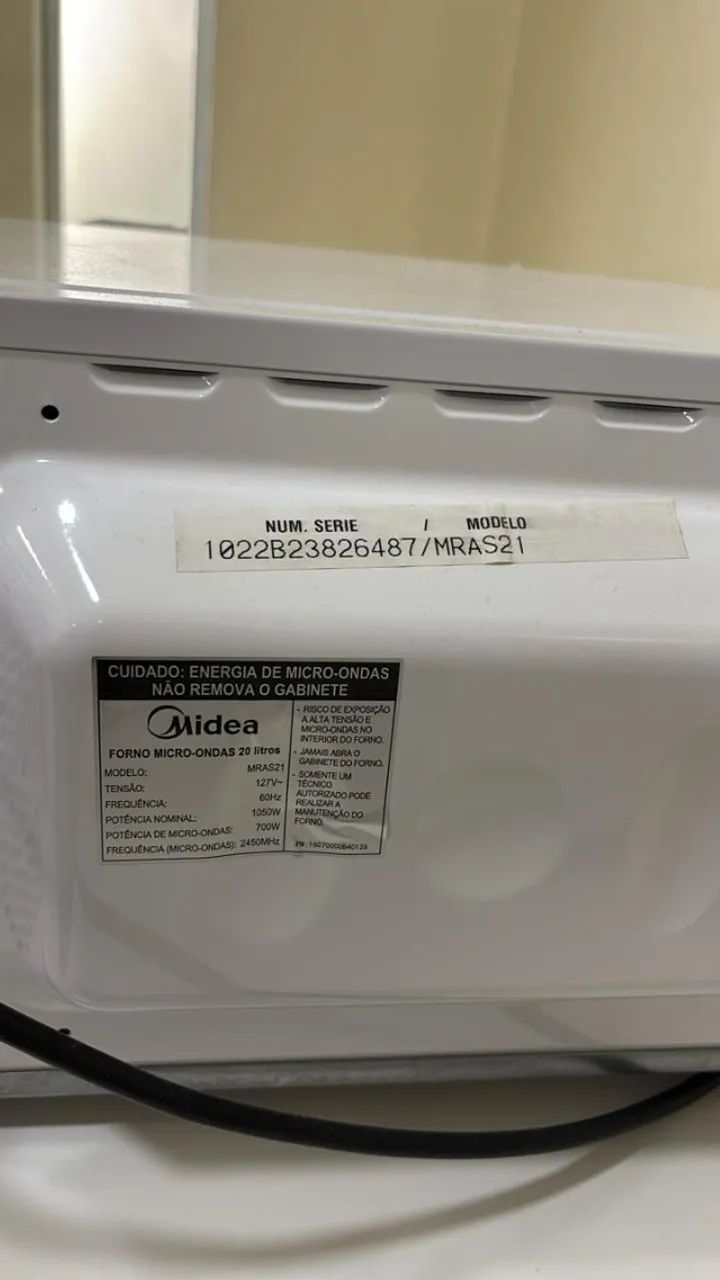 NUM. SERIE / MODELO
1022B23826487/MRAS21
CUIDADO: ENERGIA DE MICRO-ONDAS
NÃO REMOVA O GABINETE
Midea
FORNO MICRO-ONDAS 20 litros
MODELO: MRAS21
TENSÃO: 127V~
FREQUÊNCIA: 60Hz
POTÊNCIA NOMINAL: 1050W
POTÊNCIA DE MICRO-ONDAS: 700W
FREQUÊNCIA (MICRO-ONDAS): 2450MHz
- RISCO DE EXPOSIÇÃO
A ALTA TENSÃO E
MICRO-ONDAS NO
INTERIOR DO FORNO.
- JAMAIS ABRA O
GABINETE DO FORNO.
- SOMENTE UM
TÉCNICO
AUTORIZADO PODE
REALIZAR A
MANUTENÇÃO DO
FORNO.
PN: 16070000B40126